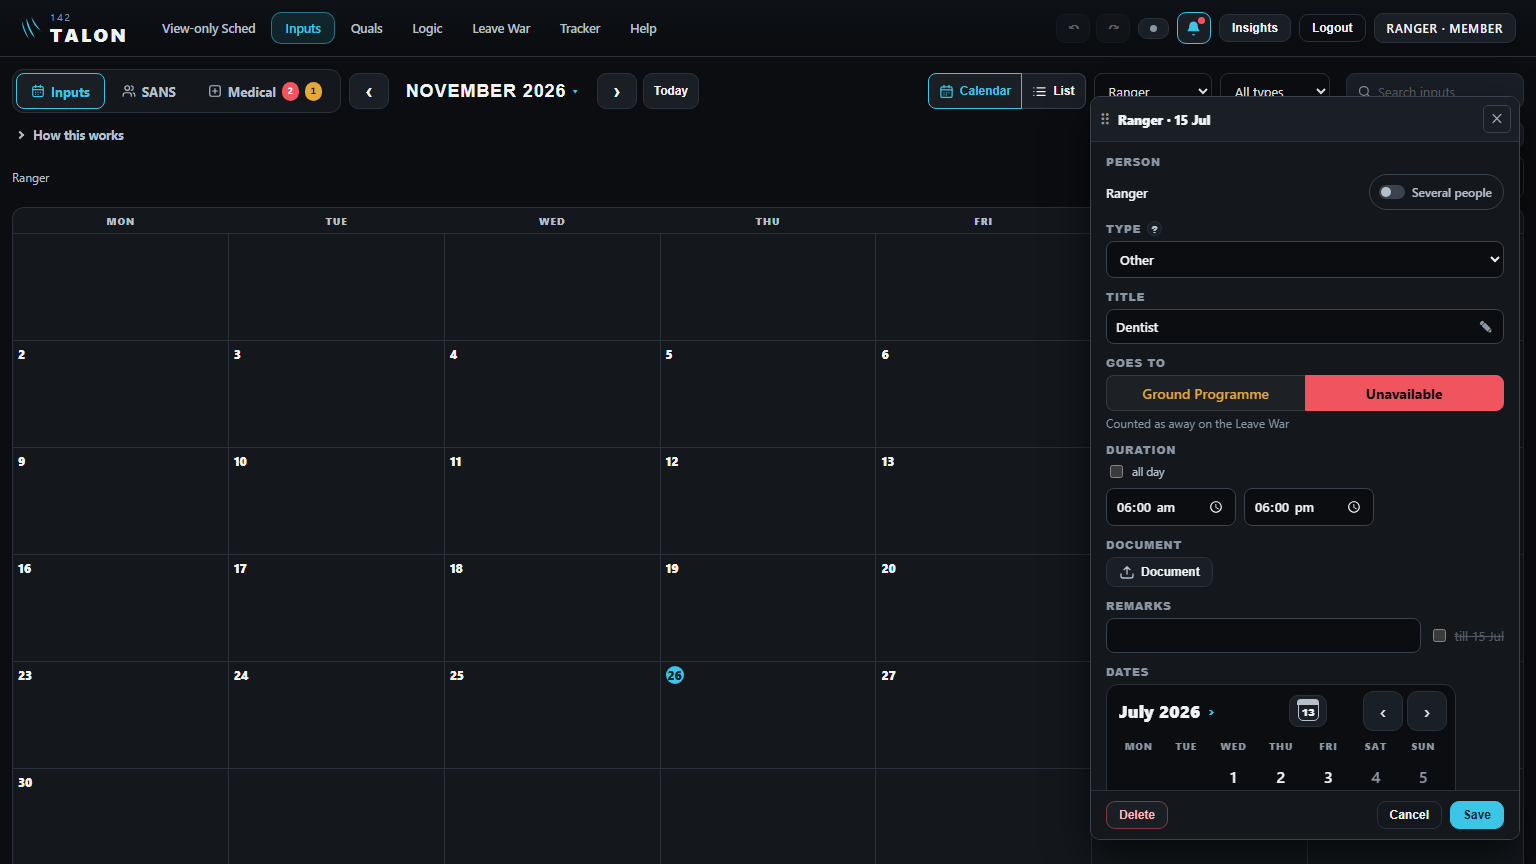 142
TALON
View-only Sched
Inputs
Quals
Logic
Leave War
Tracker
Help
Insights
Logout
RANGER · MEMBER
Inputs
SANS
Medical 2 1
NOVEMBER 2026
Today
Calendar
List
Ranger
All types
Search inputs
How this works
Ranger
MON TUE WED THU FRI
2 3 4 5 6
9 10 11 12 13
16 17 18 19 20
23 24 25 26 27
30
Ranger · 15 Jul
PERSON
Ranger
Several people
TYPE ?
Other
TITLE
Dentist
GOES TO
Ground Programme
Unavailable
Counted as away on the Leave War
DURATION
all day
06:00 am
06:00 pm
DOCUMENT
Document
REMARKS
till 15 Jul
DATES
July 2026
13
MON TUE WED THU FRI SAT SUN
1 2 3 4 5
Delete
Cancel
Save